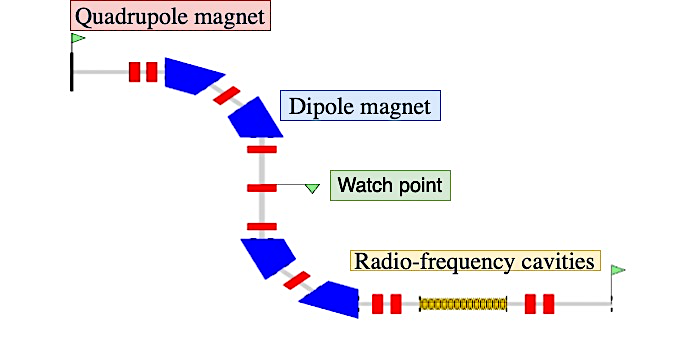 Quadrupole magnet
Dipole magnet
Watch point
Radio-frequency cavities